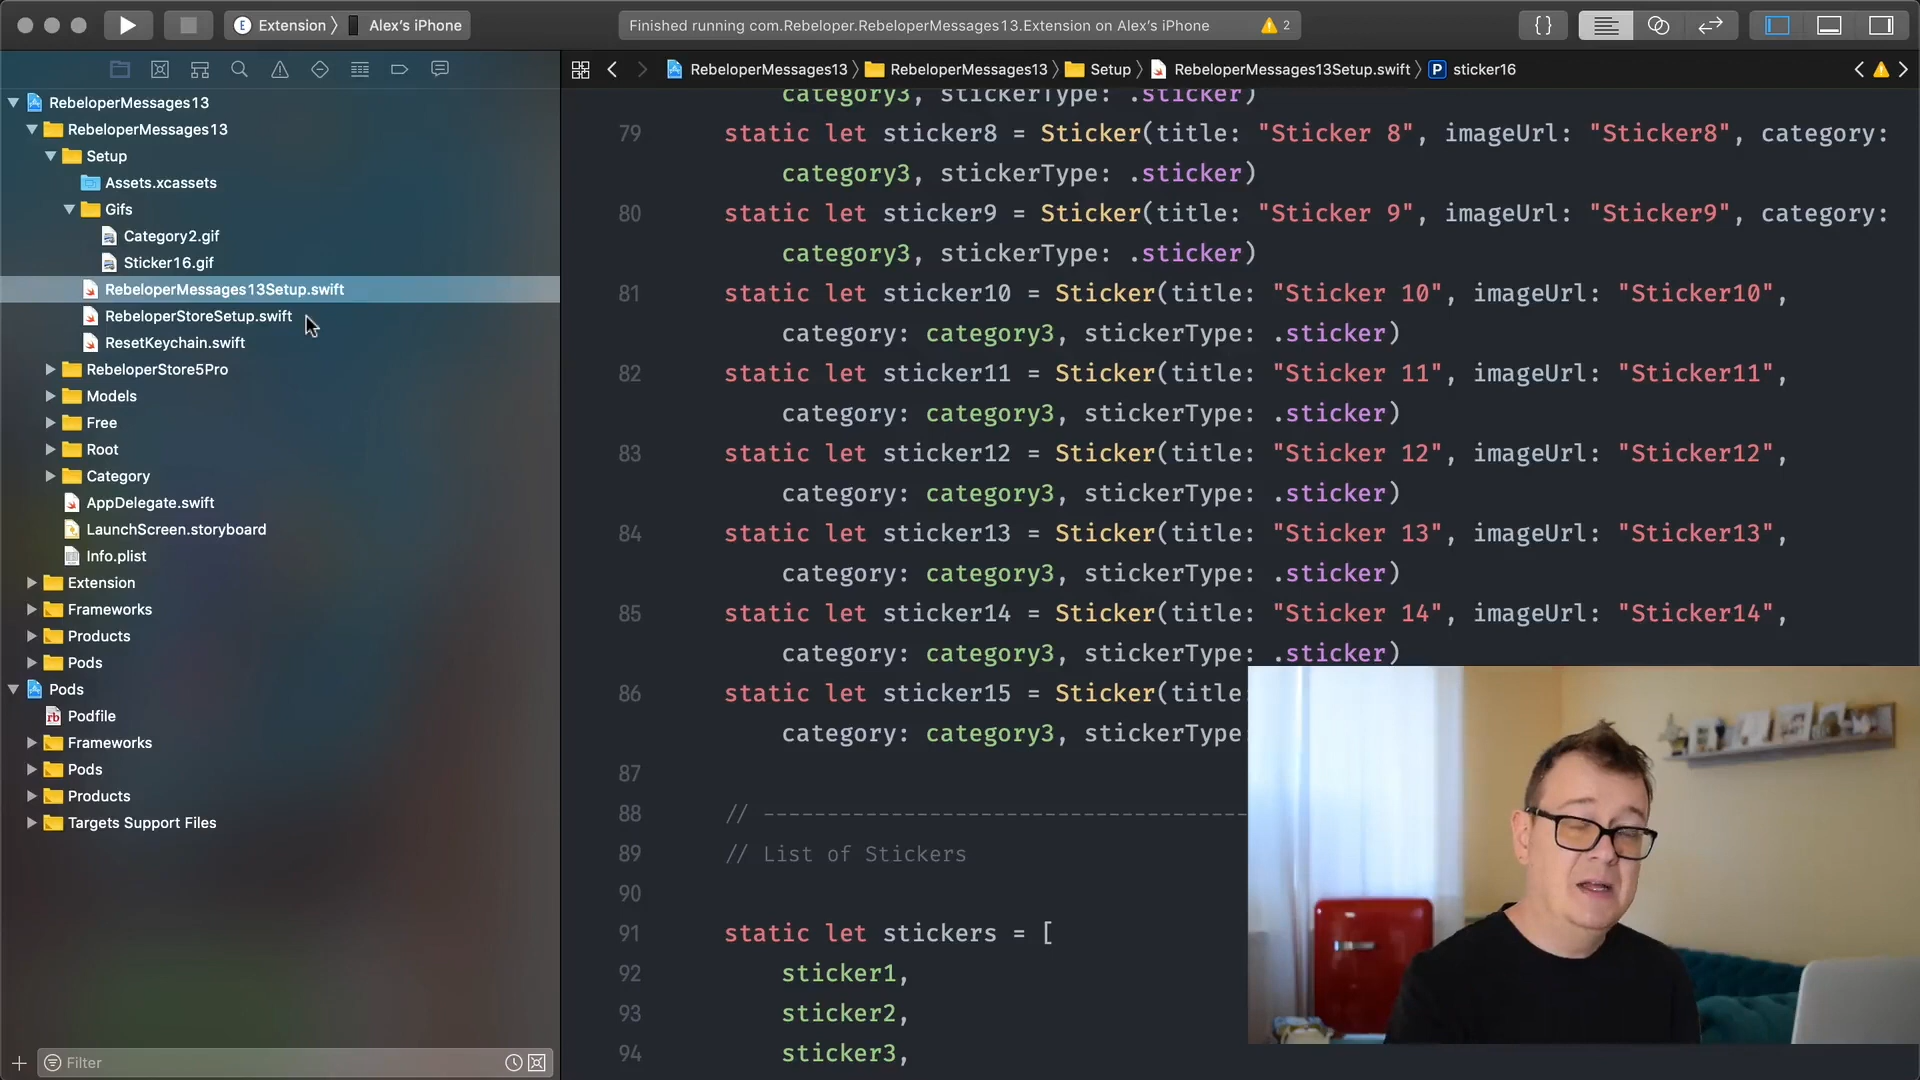 Extension
Alex's iPhone
Finished running com.Rebeloper.RebeloperMessages13.Extension on Alex's iPhone
2
RebeloperMessages13
RebeloperMessages13
Setup
RebeloperMessages13Setup.swift
P sticker16
RebeloperMessages13
RebeloperMessages13
Setup
Assets.xcassets
Gifs
Category2.gif
Sticker16.gif
RebeloperMessages13Setup.swift
RebeloperStoreSetup.swift
ResetKeychain.swift
RebeloperStore5Pro
Models
Free
Root
Category
AppDelegate.swift
LaunchScreen.storyboard
Info.plist
Extension
Frameworks
Products
Pods
Pods
Podfile
Frameworks
Pods
Products
Targets Support Files
Filter
category3, stickerType: .sticker)
79 static let sticker8 = Sticker(title: "Sticker 8", imageUrl: "Sticker8", category:
category3, stickerType: .sticker)
80 static let sticker9 = Sticker(title: "Sticker 9", imageUrl: "Sticker9", category:
category3, stickerType: .sticker)
81 static let sticker10 = Sticker(title: "Sticker 10", imageUrl: "Sticker10",
category: category3, stickerType: .sticker)
82 static let sticker11 = Sticker(title: "Sticker 11", imageUrl: "Sticker11",
category: category3, stickerType: .sticker)
83 static let sticker12 = Sticker(title: "Sticker 12", imageUrl: "Sticker12",
category: category3, stickerType: .sticker)
84 static let sticker13 = Sticker(title: "Sticker 13", imageUrl: "Sticker13",
category: category3, stickerType: .sticker)
85 static let sticker14 = Sticker(title: "Sticker 14", imageUrl: "Sticker14",
category: category3, stickerType: .sticker)
86 static let sticker15 = Sticker(title
category: category3, stickerType:
87
88 // --------------------------------------
89 // List of Stickers
90
91 static let stickers = [
92 sticker1,
93 sticker2,
94 sticker3,